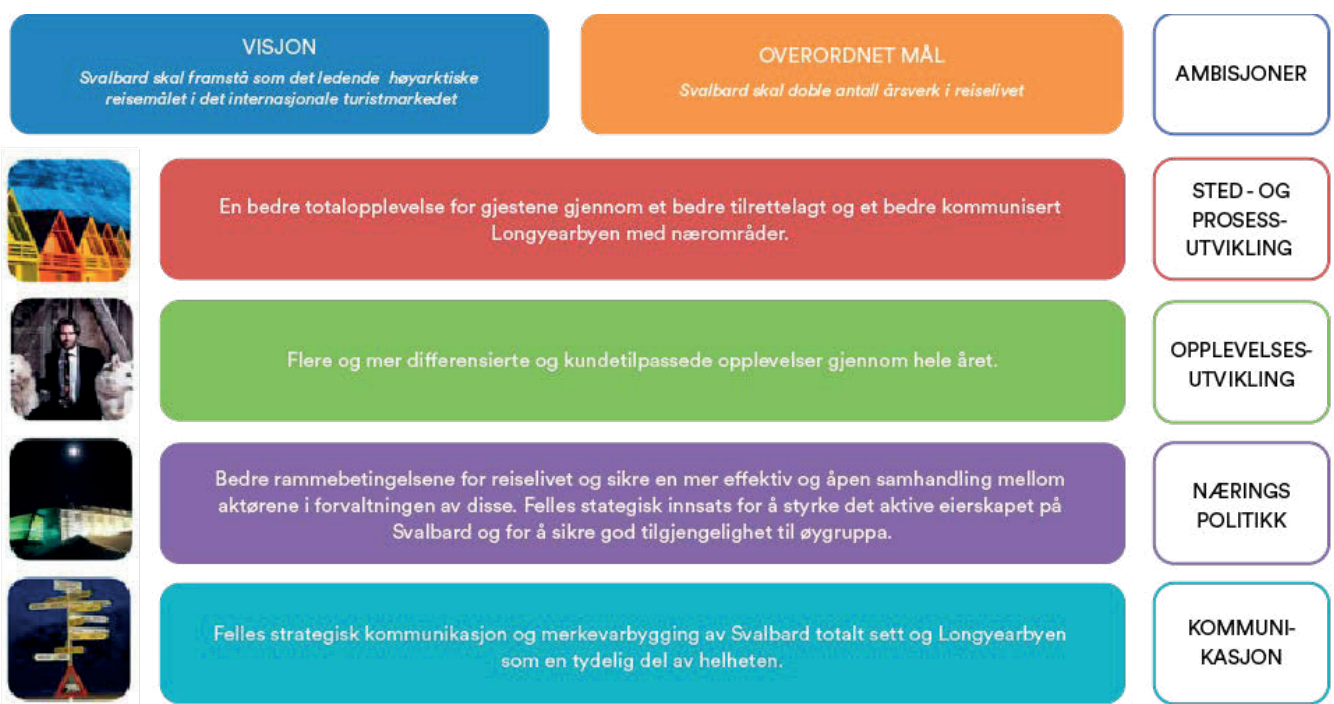 VISJON
Svalbard skal framstå som det ledende høyarktiske
reisemålet i det internasjonale turistmarkedet
OVERORDNET MÅL
Svalbard skal doble antall årsverk i reiselivet
AMBISJONER
En bedre totalopplevelse for gjestene gjennom et bedre tilrettelagt og et bedre kommunisert
Longyearbyen med nærområder.
STED - OG
PROSESS-
UTVIKLING
Flere og mer differensierte og kundetilpassede opplevelser gjennom hele året.
OPPLEVELSES-
UTVIKLING
Bedre rammebetingelsene for reiselivet og sikre en mer effektiv og åpen samhandling mellom
aktørene i forvaltningen av disse. Felles stategisk innsats for å styrke det aktive eierskapet på
Svalbard og for å sikre god tilgjengelighet til øygruppa.
NÆRINGS
POLITIKK
Felles strategisk kommunikasjon og merkevarbygging av Svalbard totalt sett og Longyearbyen
som en tydelig del av helheten.
KOMMUNI-
KASJON